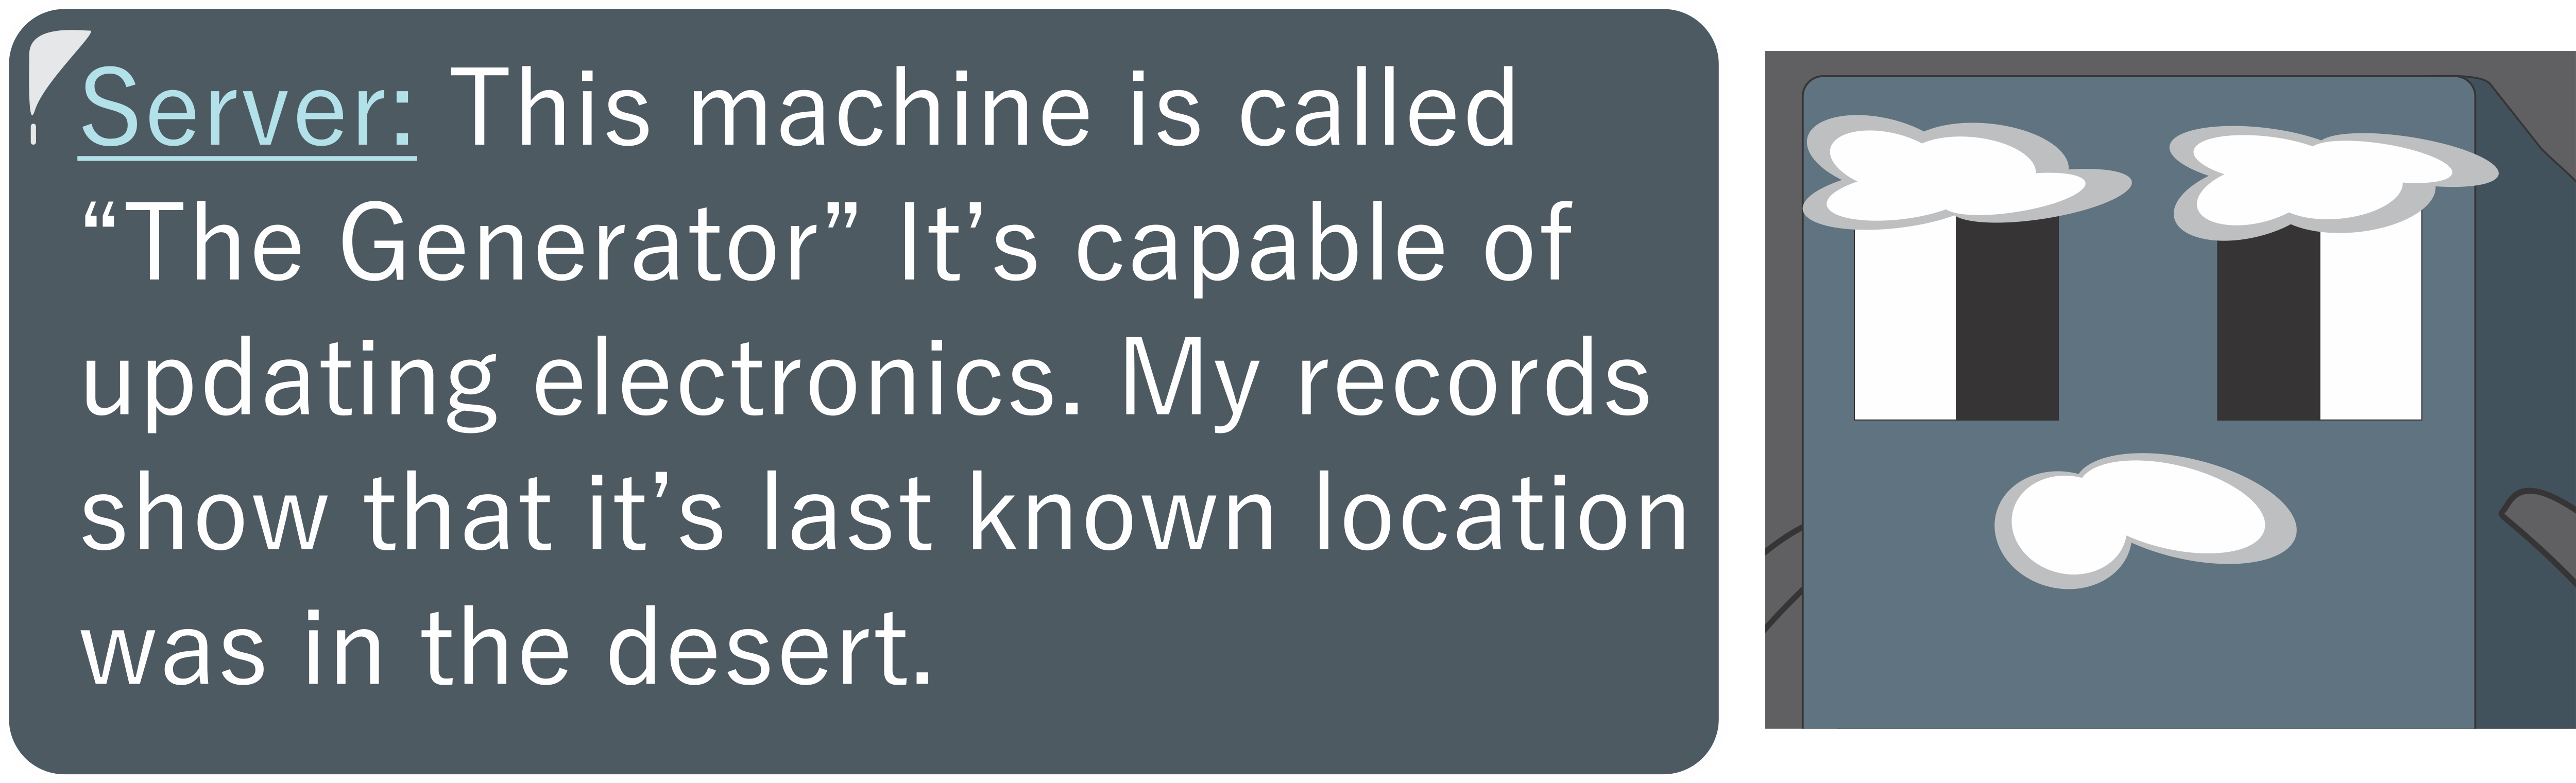 Server: This machine is called
“The Generator” It’s capable of
updating electronics. My records
show that it’s last known location
was in the desert.